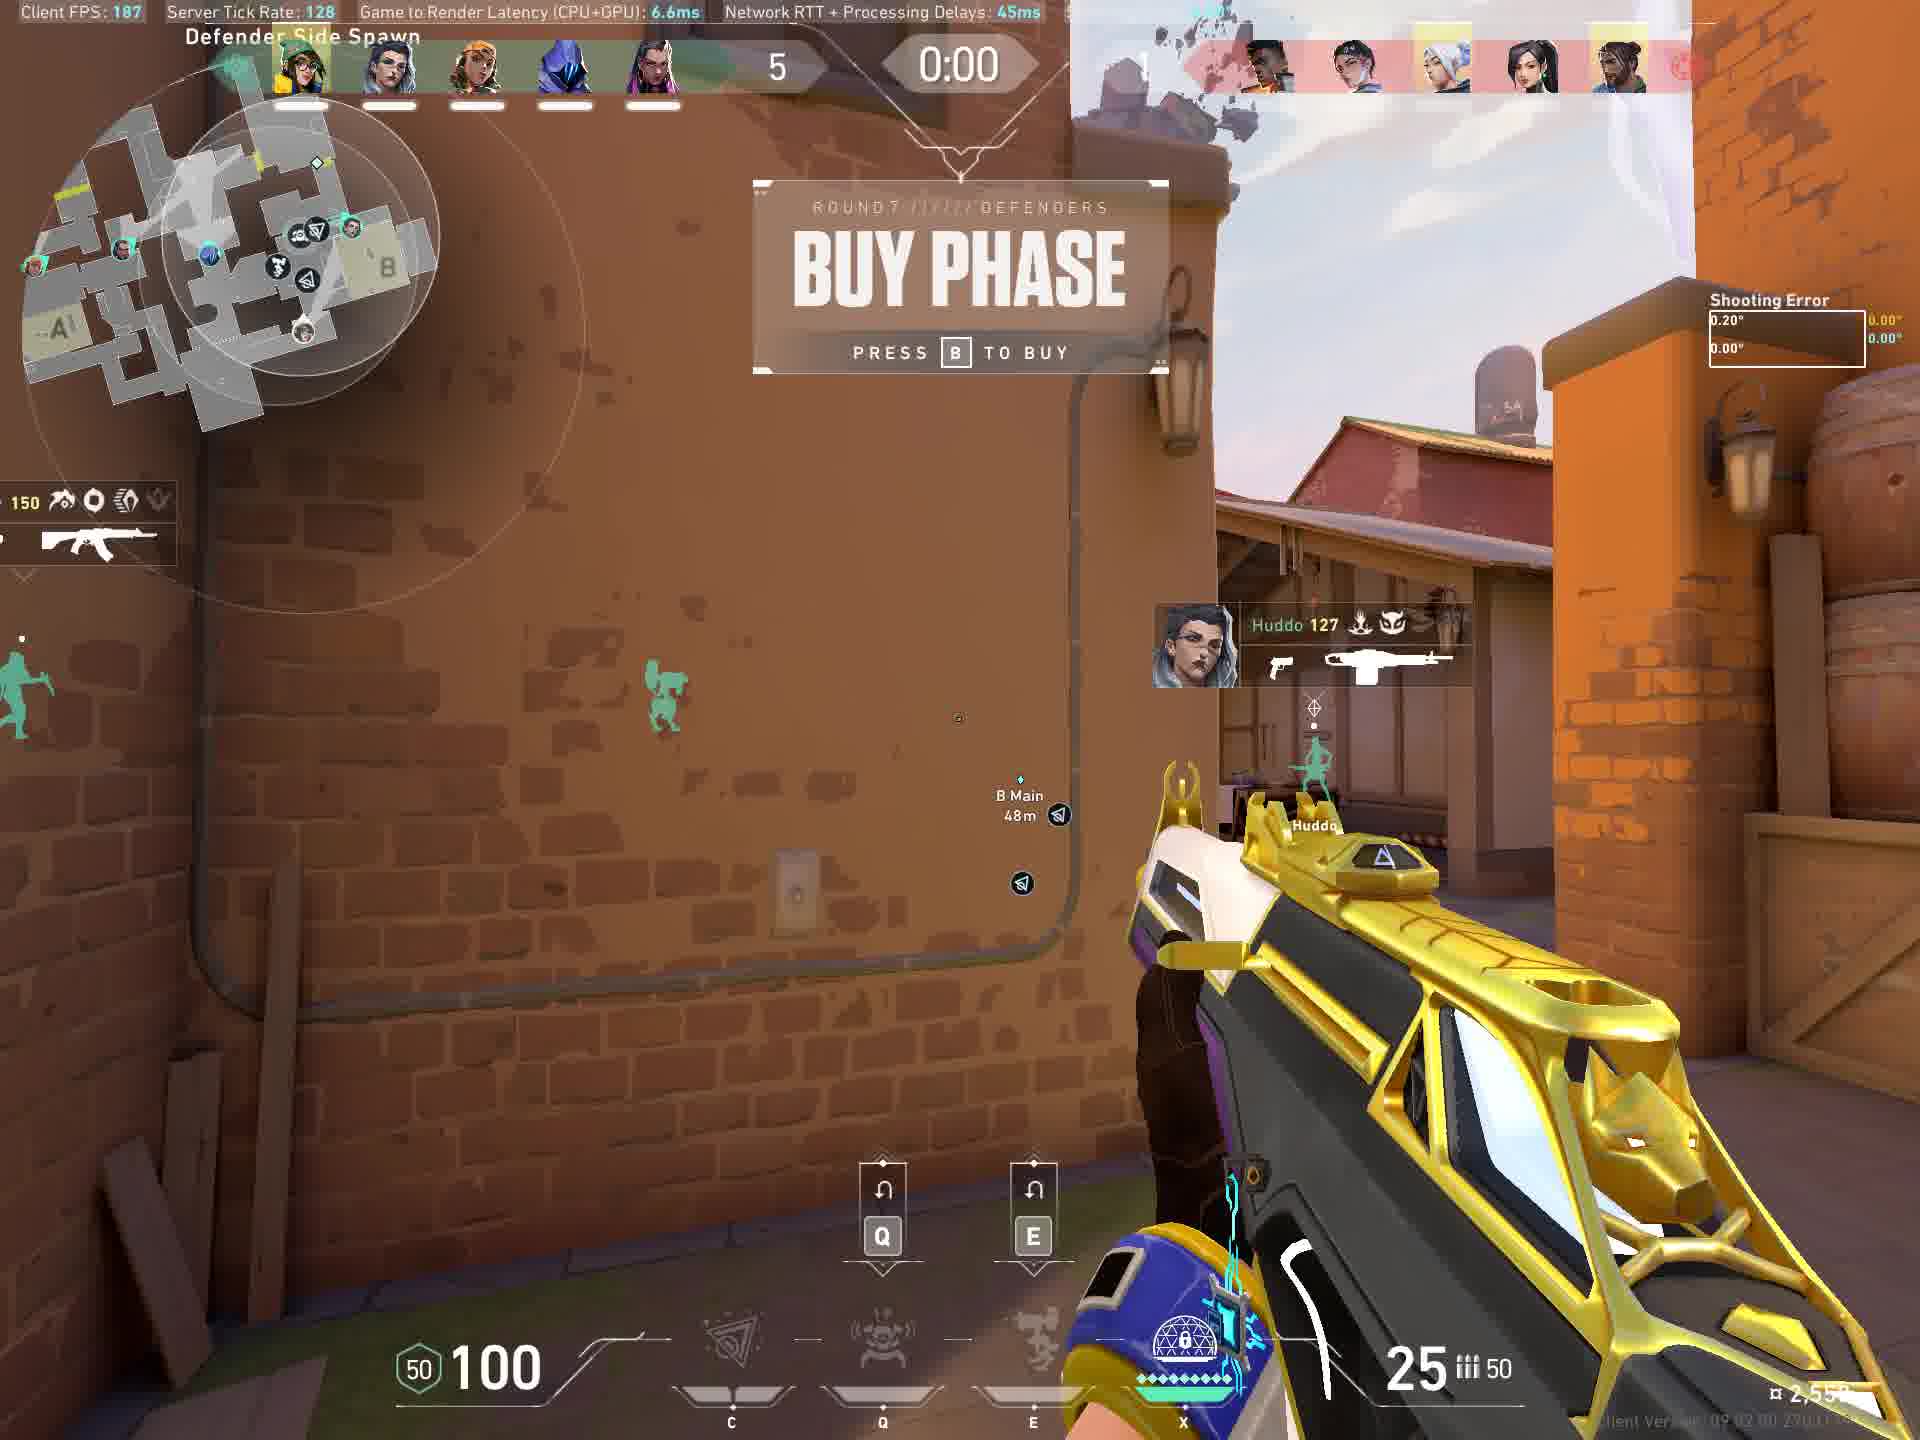 Client FPS: 187 Server Tick Rate: 128 Game to Render Latency (CPU+GPU): 6.6ms Network RTT + Processing Delays: 45ms
Defender Side Spawn
5 0:00 1
ROUND 7 /////// DEFENDERS
BUY PHASE
PRESS B TO BUY
A
B
Shooting Error
0.20° 0.00°
0.00°
0.00°
150
Huddo 127
B Main
48m
Huddo
Q E
50 100
25 50
C Q E X